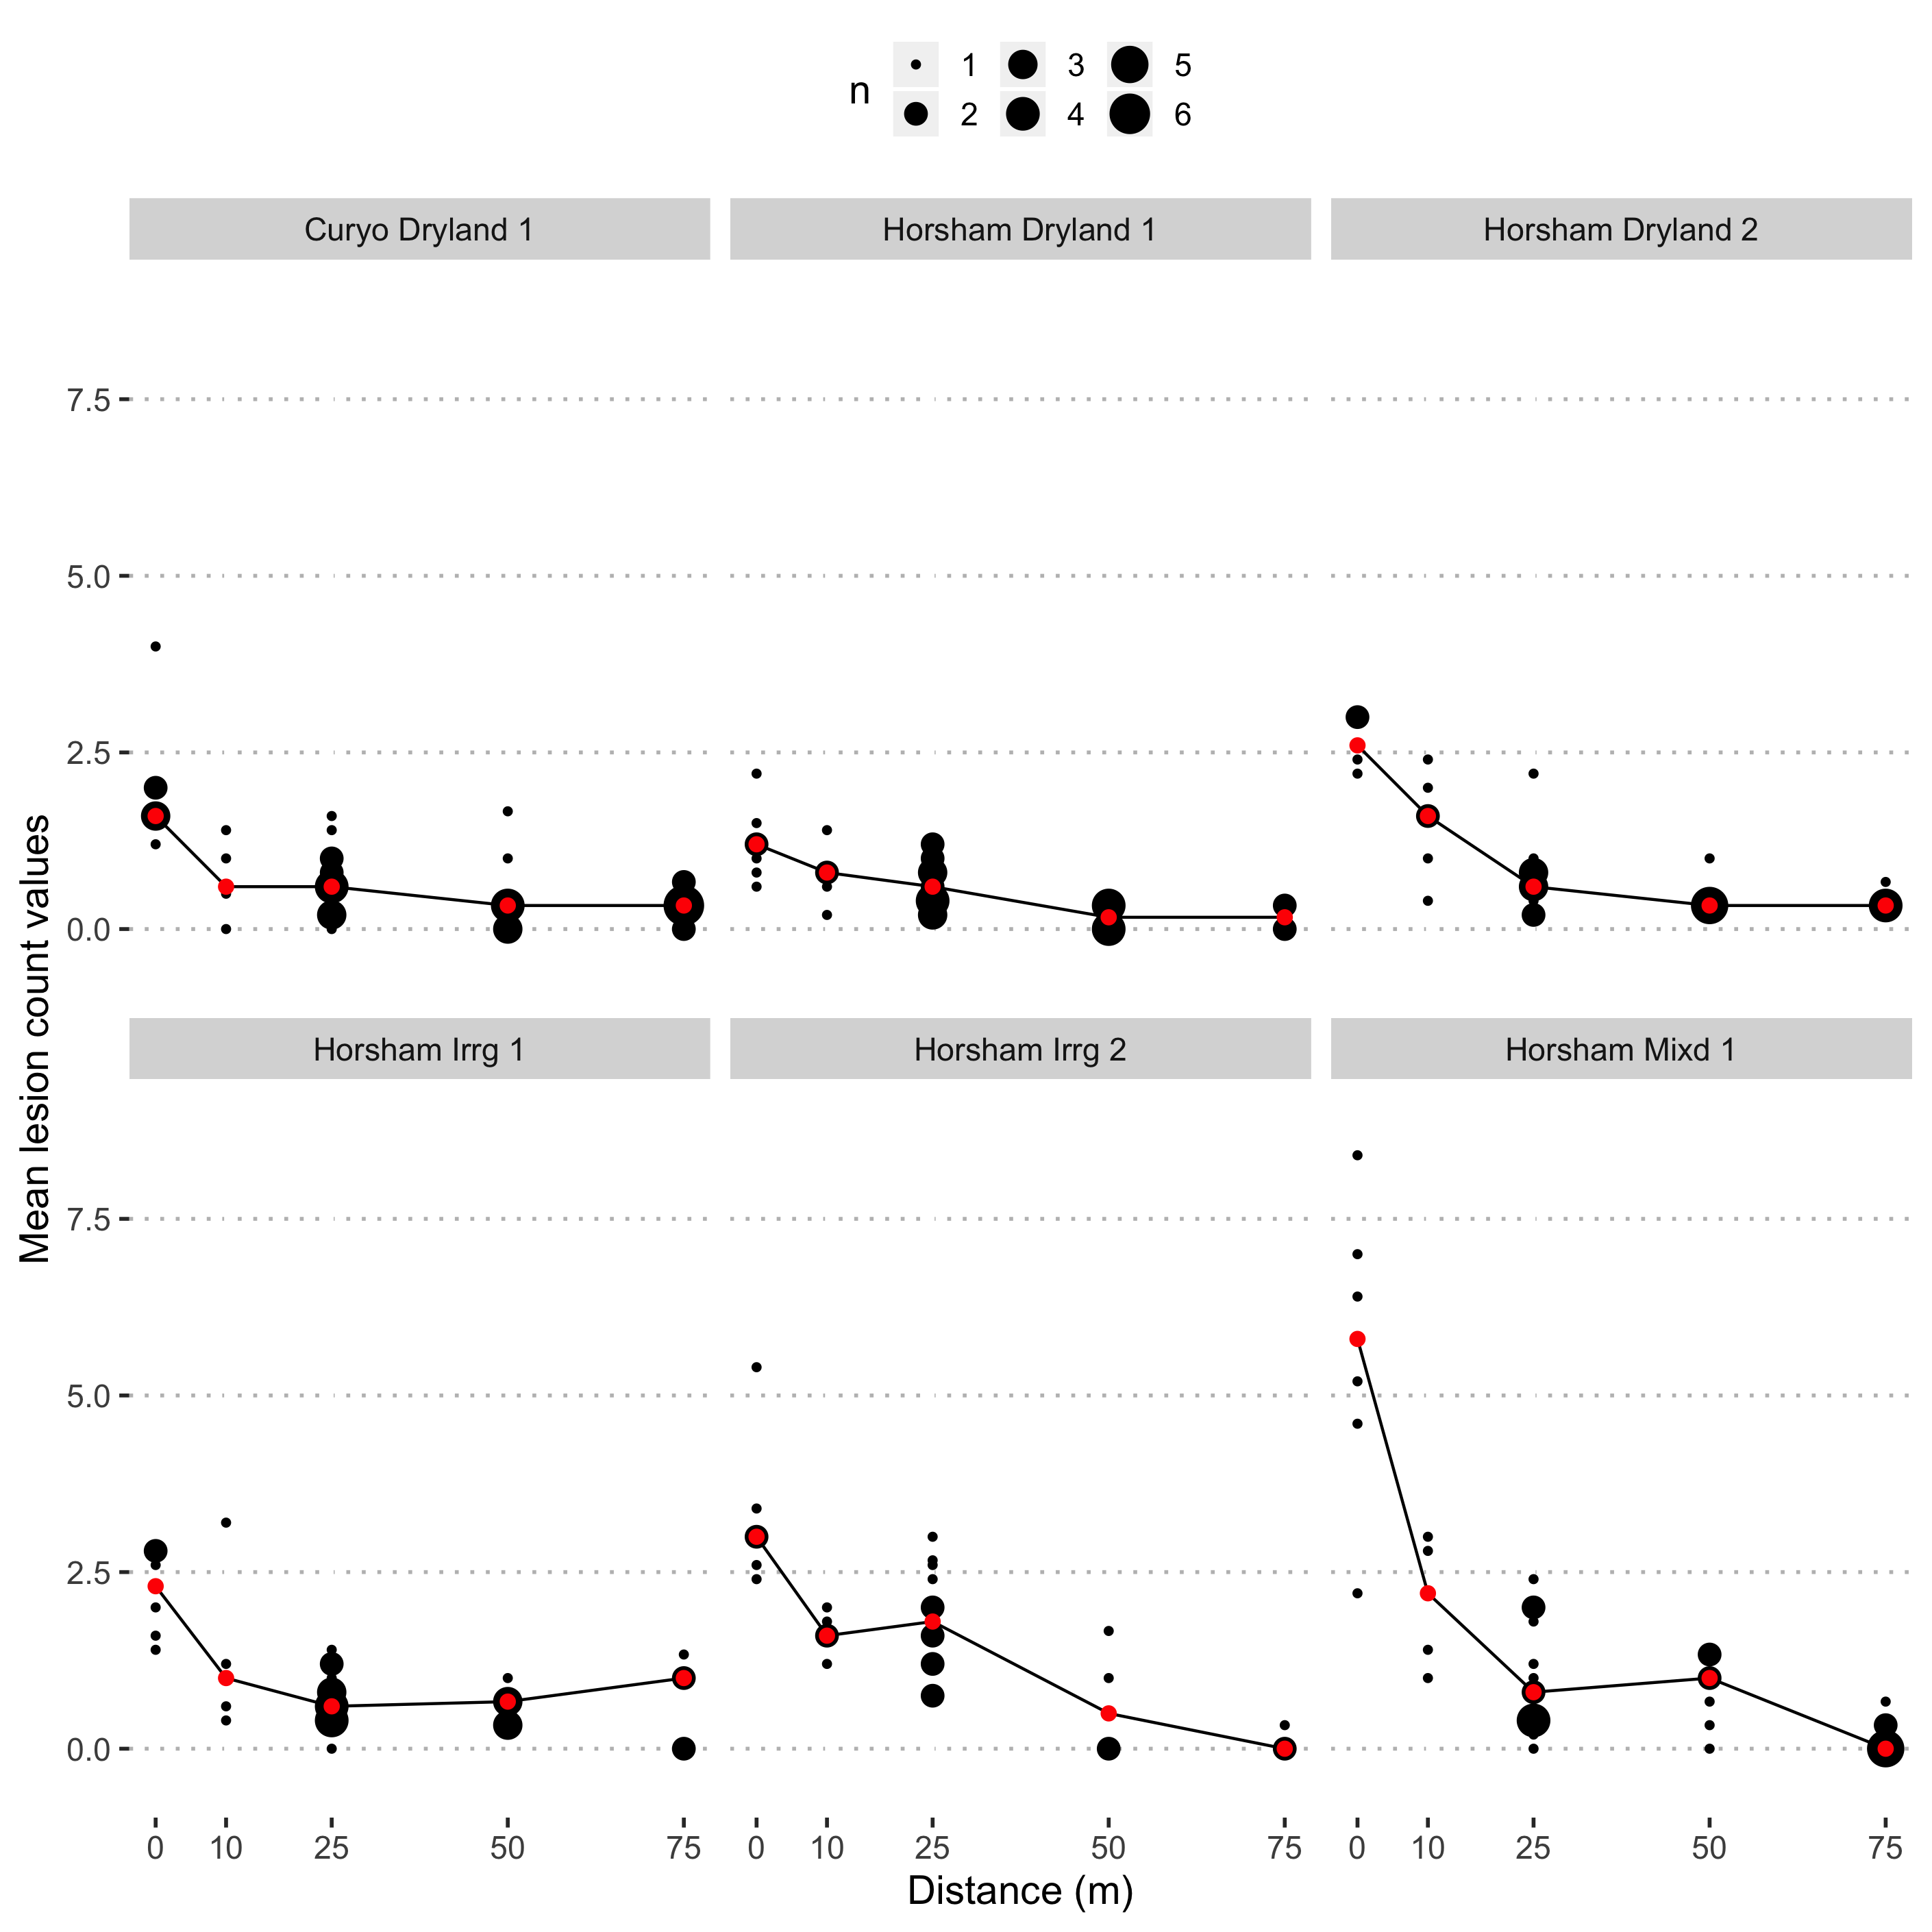 n 1 3 5
2 4 6
Curyo Dryland 1 Horsham Dryland 1 Horsham Dryland 2
7.5
5.0
2.5
0.0
Mean lesion count values
Horsham Irrg 1 Horsham Irrg 2 Horsham Mixd 1
7.5
5.0
2.5
0.0
0 10 25 50 75 0 10 25 50 75 0 10 25 50 75
Distance (m)